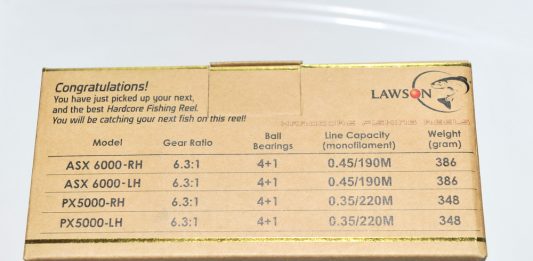 Congratulations!
You have just picked up your next,
and the best Hardcore Fishing Reel.
You will be catching your next fish on this reel!
LAWSON
HARDCORE FISHING REELS
Model Gear Ratio Ball Bearings Line Capacity (monofilament) Weight (gram)
ASX 6000-RH 6.3:1 4+1 0.45/190M 386
ASX 6000-LH 6.3:1 4+1 0.45/190M 386
PX5000-RH 6.3:1 4+1 0.35/220M 348
PX5000-LH 6.3:1 4+1 0.35/220M 348